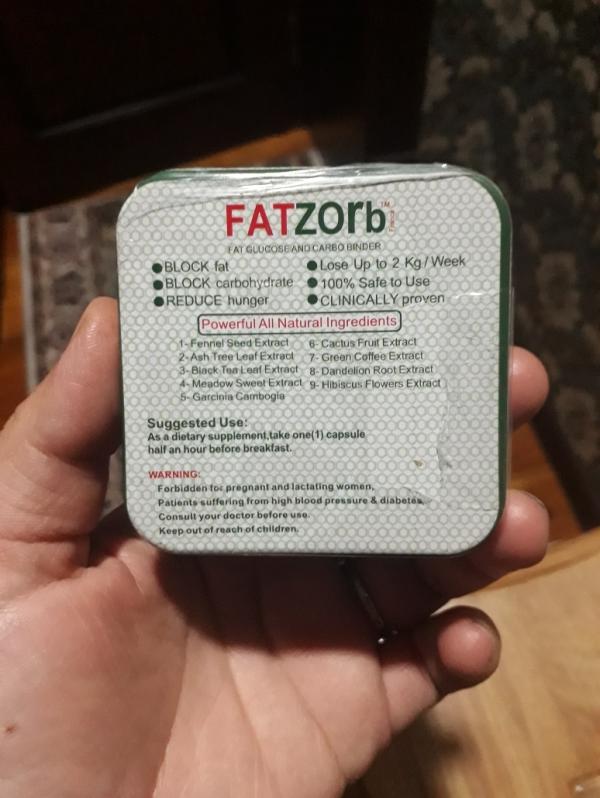 FATZOrb™
FAT GLUCOSE AND CARBO BINDER
BLOCK fat
BLOCK carbohydrate
REDUCE hunger
Lose Up to 2 Kg / Week
100% Safe to Use
CLINICALLY proven
Powerful All Natural Ingredients
1- Fennel Seed Extract
2- Ash Tree Leaf Extract
3- Black Tea Leaf Extract
4- Meadow Sweet Extract
5- Garcinia Cambogia
6- Cactus Fruit Extract
7- Green Coffee Extract
8- Dandelion Root Extract
9- Hibiscus Flowers Extract
Suggested Use:
As a dietary supplement,take one(1) capsule
half an hour before breakfast.
WARNING:
Forbidden for pregnant and lactating women,
Patients suffering from high blood pressure & diabetes,
Consult your doctor before use.
Keep out of reach of children.